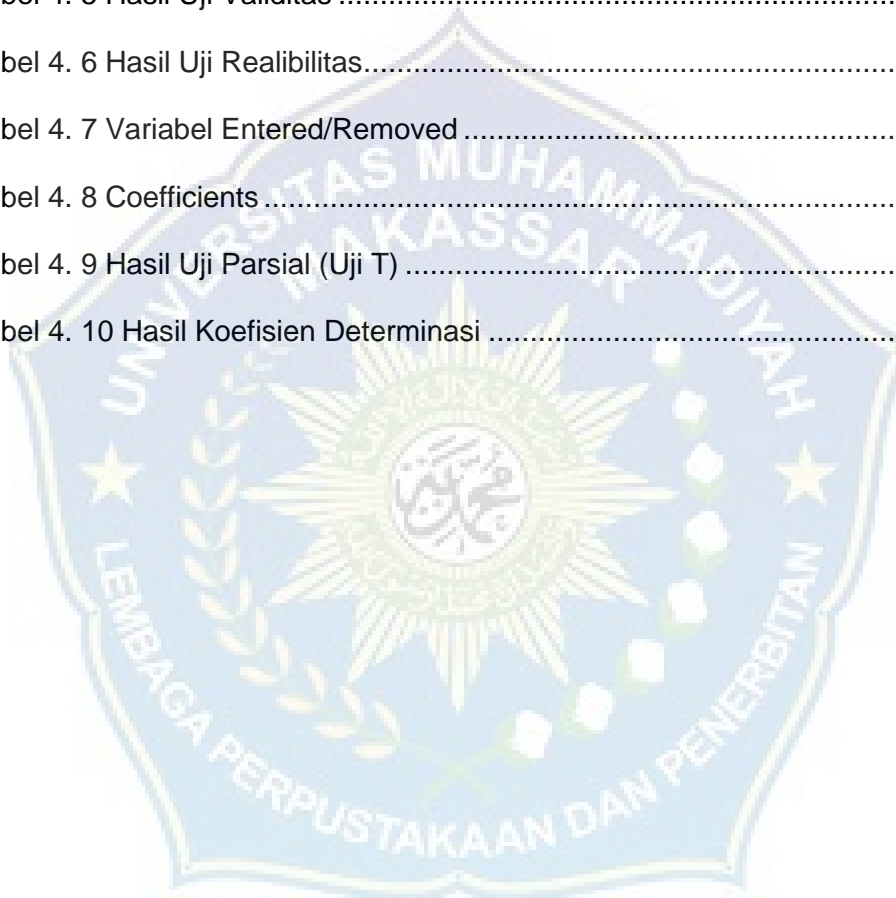 bel 4. 6 Hasil Uji Realibilitas........................................................
bel 4. 7 Variabel Entered/Removed ............................................
bel 4. 8 Coefficients ....................................................................
bel 4. 9 Hasil Uji Parsial (Uji T) ...................................................
bel 4. 10 Hasil Koefisien Determinasi .........................................
UNIVERSITAS MUHAMMADIYAH
MAKASSAR
LEMBAGA PERPUSTAKAAN DAN PENERBITAN